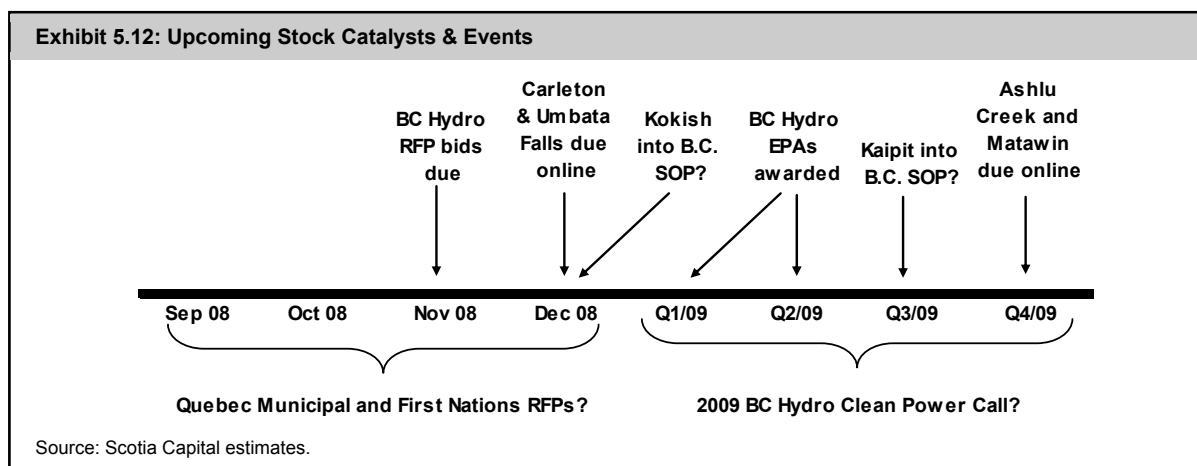 Exhibit 5.12: Upcoming Stock Catalysts & Events
BC Hydro
RFP bids
due
Carleton
& Umbata
Falls due
online
Kokish
into B.C.
SOP?
BC Hydro
EPAs
awarded
Kaipit into
B.C. SOP?
Ashlu
Creek and
Matawin
due online
Sep 08
Oct 08
Nov 08
Dec 08
Q1/09
Q2/09
Q3/09
Q4/09
Quebec Municipal and First Nations RFPs?
2009 BC Hydro Clean Power Call?
Source: Scotia Capital estimates.